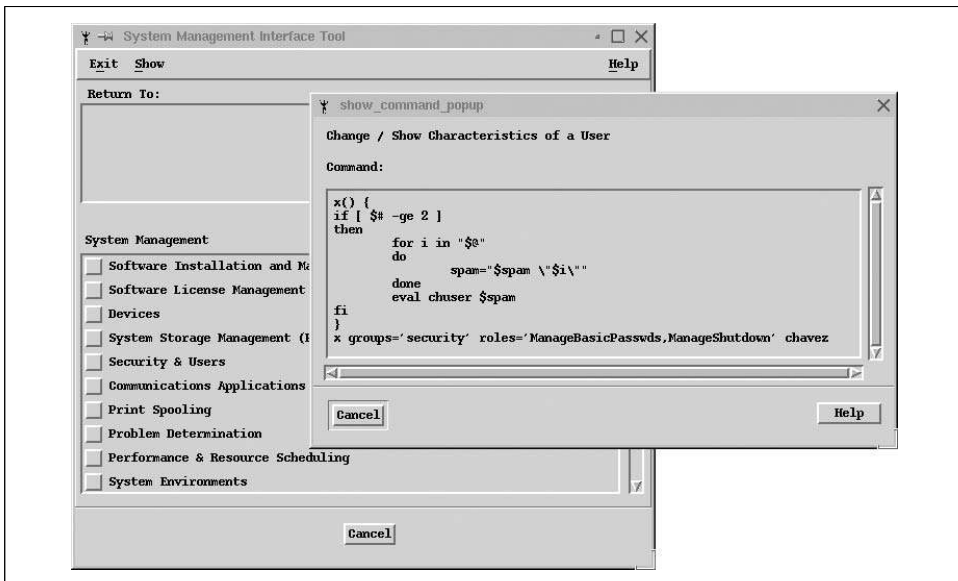 System Management Interface Tool
Exit Show Help
Return To:
System Management
Software Installation and Ma
Software License Management
Devices
System Storage Management (P
Security & Users
Communications Applications
Print Spooling
Problem Determination
Performance & Resource Scheduling
System Environments
Cancel
show_command_popup
Change / Show Characteristics of a User
Command:
x() {
if [ $# -ge 2 ]
then
for i in "$@"
do
spam="$spam \"$i\""
done
eval chuser $spam
fi
}
x groups='security' roles='ManageBasicPasswds,ManageShutdown' chavez
Cancel Help